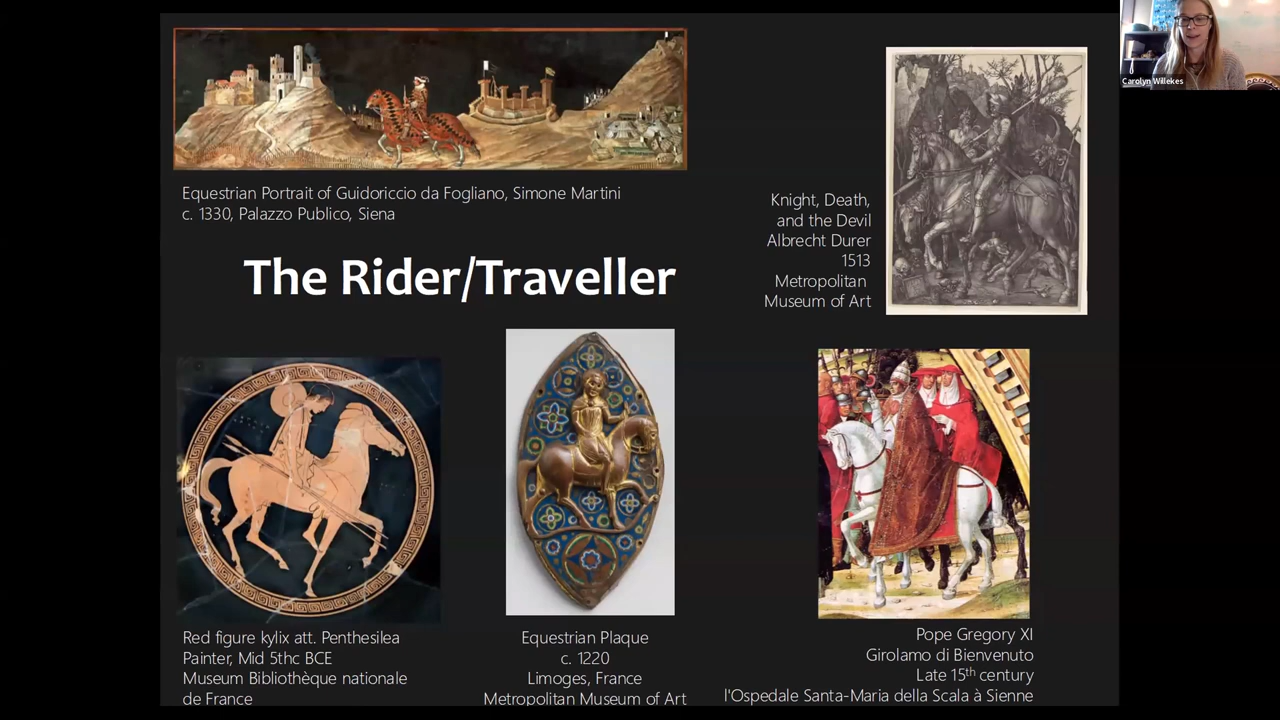 Carolyn Willekes
Equestrian Portrait of Guidoriccio da Fogliano, Simone Martini
c. 1330, Palazzo Publico, Siena
Knight, Death,
and the Devil
Albrecht Durer
1513
Metropolitan
Museum of Art
The Rider/Traveller
Red figure kylix att. Penthesilea
Painter, Mid 5thc BCE
Museum Bibliothèque nationale
de France
Equestrian Plaque
c. 1220
Limoges, France
Metropolitan Museum of Art
Pope Gregory XI
Girolamo di Bienvenuto
Late 15th century
l'Ospedale Santa-Maria della Scala à Sienne